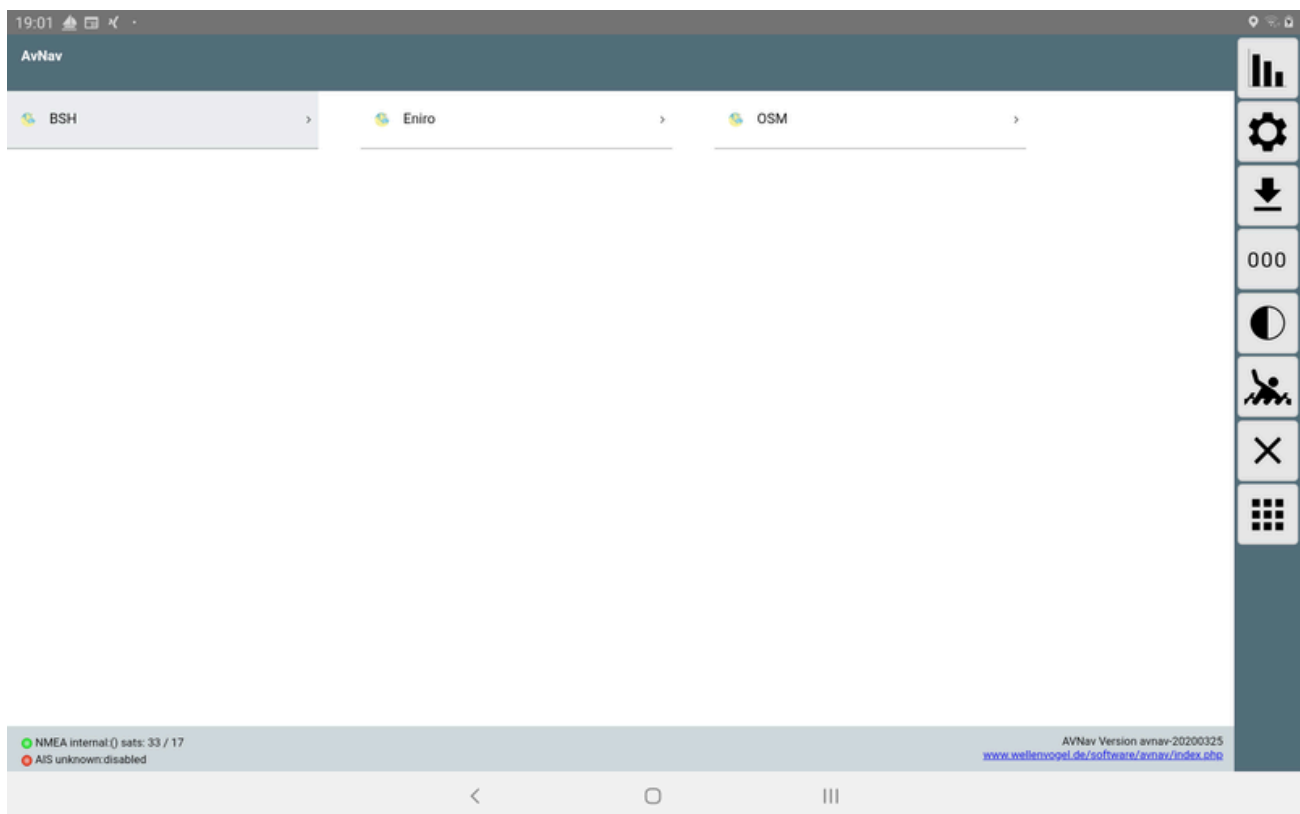 19:01
AvNav
BSH
Eniro
OSM
000
NMEA internal:() sats: 33 / 17
AIS unknown:disabled
AVNav Version avnav-20200325
www.wellenvogel.de/software/avnav/index.php